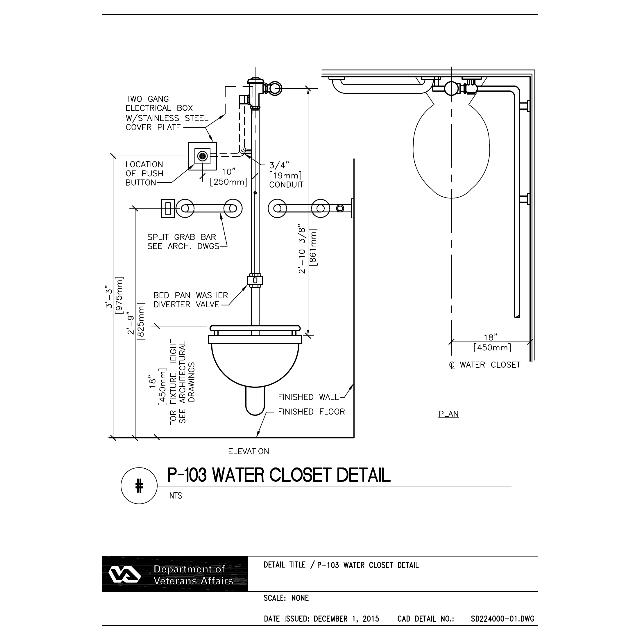 TWO GANG
ELECTRICAL BOX
W/STAINLESS STEEL
COVER PLATE
LOCATION
OF PUSH
BUTTON
10"
[250mm]
3/4"
[19mm]
CONDUIT
SPLIT GRAB BAR
SEE ARCH. DWGS
2'-10 3/8"
[861mm]
3'-3"
[975mm]
2'-9"
[825mm]
BED PAN WASHER
DIVERTER VALVE
18"
[450mm]
FOR FIXTURE HEIGHT
SEE ARCHITECTURAL
DRAWINGS
FINISHED WALL
FINISHED FLOOR
ELEVATION
18"
[450mm]
℄ WATER CLOSET
PLAN
#
P-103 WATER CLOSET DETAIL
NTS
VA
Department of
Veterans Affairs
DETAIL TITLE / P-103 WATER CLOSET DETAIL
SCALE: NONE
DATE ISSUED: DECEMBER 1, 2015 CAD DETAIL NO.: SD224000-01.DWG